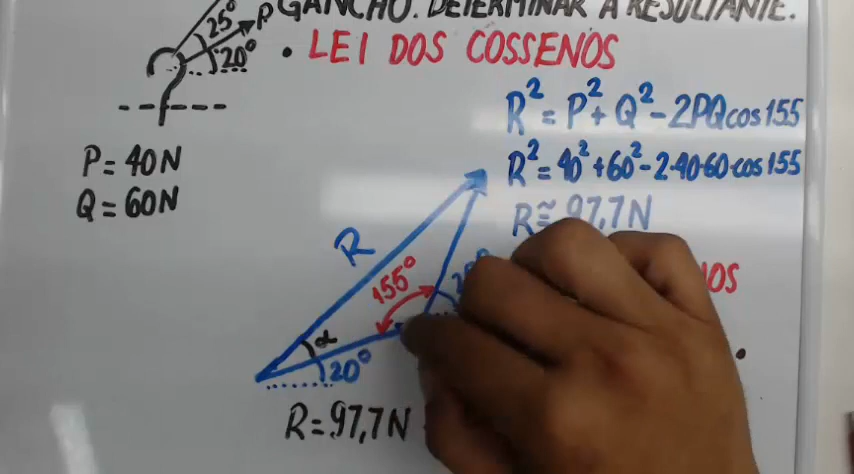 GANCHO. DETERMINAR A RESULTANTE.
25°
P
20°
• LEI DOS COSSENOS
R² = P² + Q² - 2PQ cos 155
P = 40N
R² = 40² + 60² - 2·40·60·cos 155
Q = 60N
R ≅ 97,7N
R
155°
α
20°
R = 97,7N